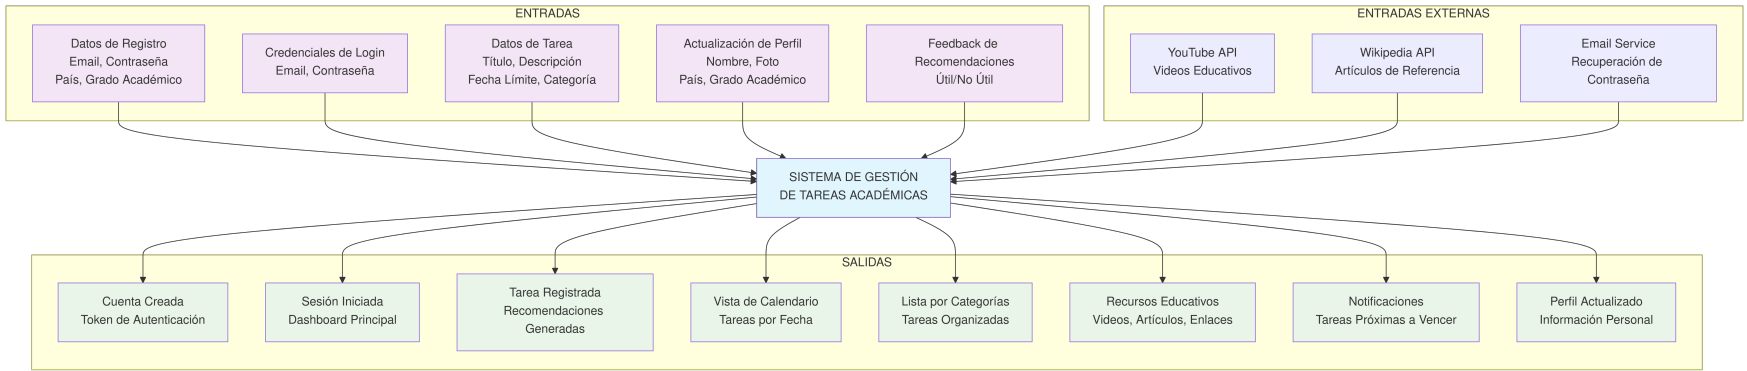 ENTRADAS
Datos de Registro
Email, Contraseña
País, Grado Académico
Credenciales de Login
Email, Contraseña
Datos de Tarea
Título, Descripción
Fecha Límite, Categoría
Actualización de Perfil
Nombre, Foto
País, Grado Académico
Feedback de
Recomendaciones
Útil/No Útil
ENTRADAS EXTERNAS
YouTube API
Videos Educativos
Wikipedia API
Artículos de Referencia
Email Service
Recuperación de
Contraseña
SISTEMA DE GESTIÓN
DE TAREAS ACADÉMICAS
SALIDAS
Cuenta Creada
Token de Autenticación
Sesión Iniciada
Dashboard Principal
Tarea Registrada
Recomendaciones
Generadas
Vista de Calendario
Tareas por Fecha
Lista por Categorías
Tareas Organizadas
Recursos Educativos
Videos, Artículos, Enlaces
Notificaciones
Tareas Próximas a Vencer
Perfil Actualizado
Información Personal